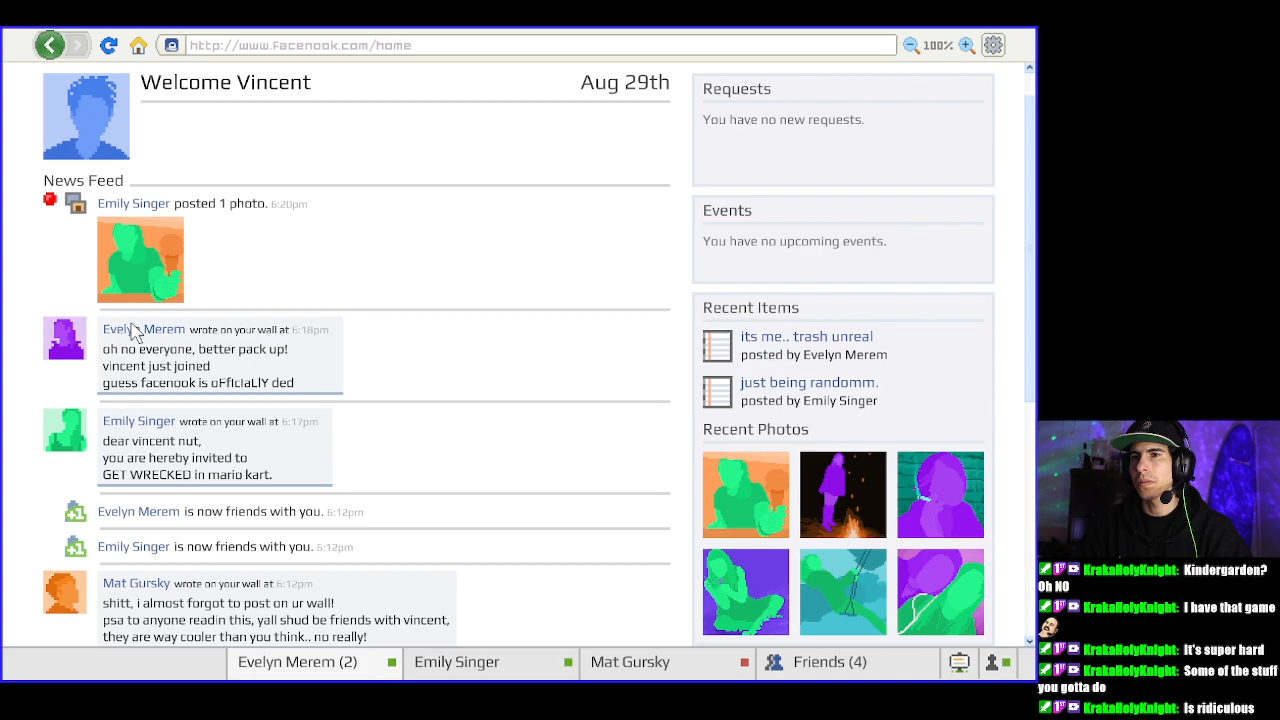 http://www.facenook.com/home
100%
Welcome Vincent
Aug 29th
News Feed
Emily Singer posted 1 photo. 6:20pm
Evelyn Merem wrote on your wall at 6:18pm
oh no everyone, better pack up!
vincent just joined
guess facenook is oFfIcIaLlY ded
Emily Singer wrote on your wall at 6:17pm
dear vincent nut,
you are hereby invited to
GET WRECKED in mario kart.
Evelyn Merem is now friends with you. 6:12pm
Emily Singer is now friends with you. 6:12pm
Mat Gursky wrote on your wall at 6:12pm
shitt, i almost forgot to post on ur wall!
psa to anyone readin this, yall shud be friends with vincent,
they are way cooler than you think.. no really!
Requests
You have no new requests.
Events
You have no upcoming events.
Recent Items
its me.. trash unreal
posted by Evelyn Merem
just being randomm.
posted by Emily Singer
Recent Photos
Evelyn Merem (2)
Emily Singer
Mat Gursky
Friends (4)
KrakaHolyKnight: Kindergarden?
Oh NO
KrakaHolyKnight: I have that game
KrakaHolyKnight: It's super hard
KrakaHolyKnight: Some of the stuff
you gotta do
KrakaHolyKnight: Is ridiculous